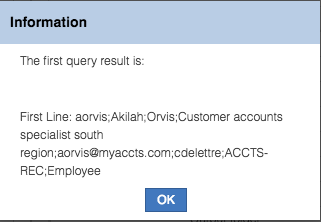 Information
The first query result is:
First Line: aorvis;Akilah;Orvis;Customer accounts
specialist south
region;aorvis@myaccts.com;cdelettre;ACCTS-
REC;Employee
OK